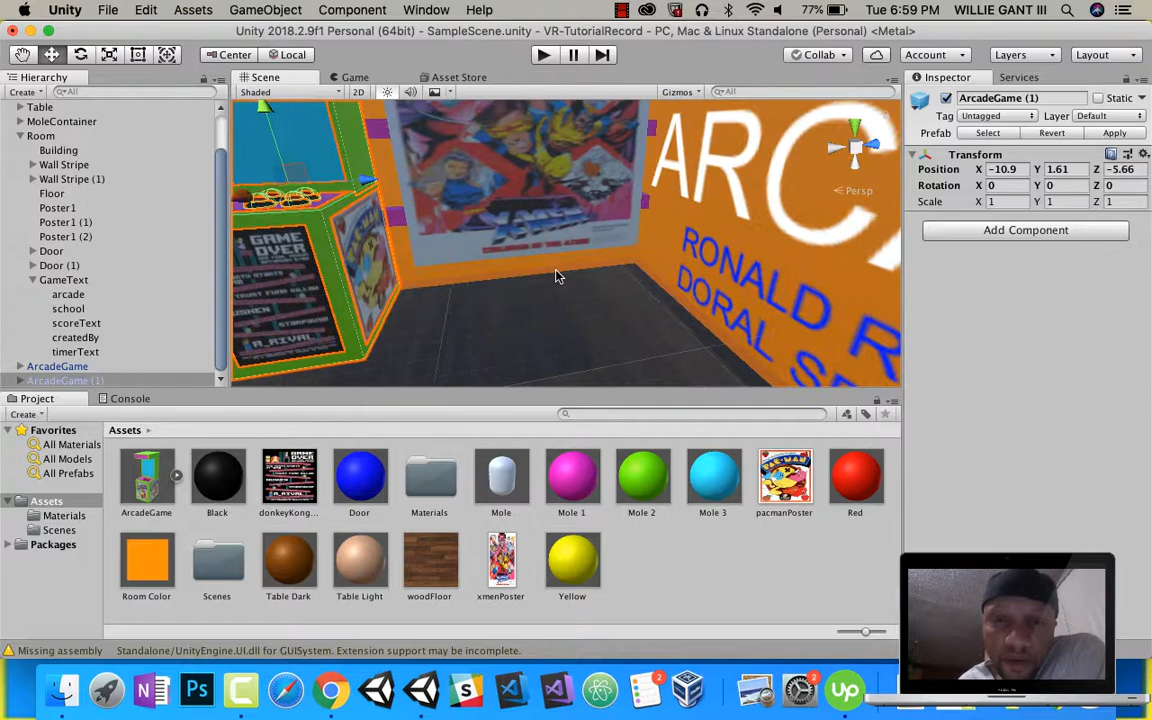 Unity File Edit Assets GameObject Component Window Help 77% Tue 6:59 PM WILLIE GANT III
Unity 2018.2.9f1 Personal (64bit) - SampleScene.unity - VR-TutorialRecord - PC, Mac & Linux Standalone (Personal) <Metal>
Center Local Collab Account Layers Layout
Hierarchy Scene Game Asset Store Inspector Services
Create All Shaded 2D Gizmos All
ArcadeGame (1) Static
Tag Untagged Layer Default
Prefab Select Revert Apply
Transform
Position X -10.9 Y 1.61 Z -5.66
Rotation X 0 Y 0 Z 0
Scale X 1 Y 1 Z 1
Add Component
Table
MoleContainer
Room
Building
Wall Stripe
Wall Stripe (1)
Floor
Poster1
Poster1 (1)
Poster1 (2)
Door
Door (1)
GameText
arcade
school
scoreText
createdBy
timerText
ArcadeGame
ArcadeGame (1)
Persp
ARC
RONALD R
DORAL SE
X-MEN
GAME
OVER
Project Console
Create
Favorites
All Materials
All Models
All Prefabs
Assets
Materials
Scenes
Packages
Assets
ArcadeGame Black donkeyKong... Door Materials Mole Mole 1 Mole 2 Mole 3 pacmanPoster Red
Room Color Scenes Table Dark Table Light woodFloor xmenPoster Yellow
Missing assembly Standalone/UnityEngine.UI.dll for GUISystem. Extension support may be incomplete.
N Ps C S 2 Up 2